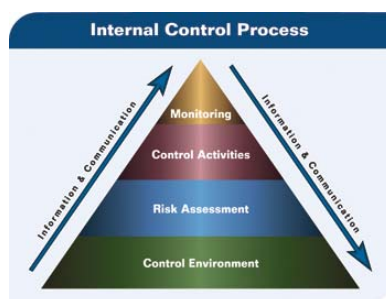 Internal Control Process
Monitoring
Control Activities
Risk Assessment
Control Environment
Information & Communication
Information & Communication